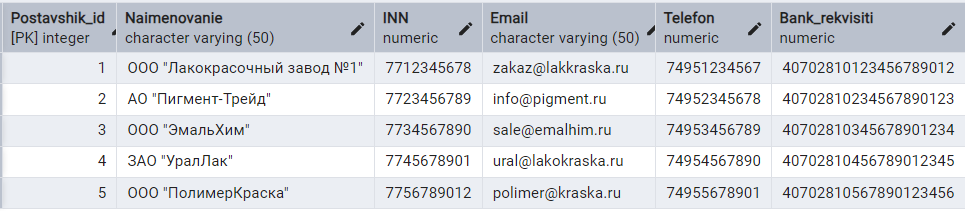 Postavshik_id Naimenovanie INN Email Telefon Bank_rekvisiti
[PK] integer character varying (50) numeric character varying (50) numeric numeric
1 ООО "Лакокрасочный завод №1" 7712345678 zakaz@lakkraska.ru 74951234567 40702810123456789012
2 АО "Пигмент-Трейд" 7723456789 info@pigment.ru 74952345678 40702810234567890123
3 ООО "ЭмальХим" 7734567890 sale@emalhim.ru 74953456789 40702810345678901234
4 ЗАО "УралЛак" 7745678901 ural@lakokraska.ru 74954567890 40702810456789012345
5 ООО "ПолимерКраска" 7756789012 polimer@kraska.ru 74955678901 40702810567890123456